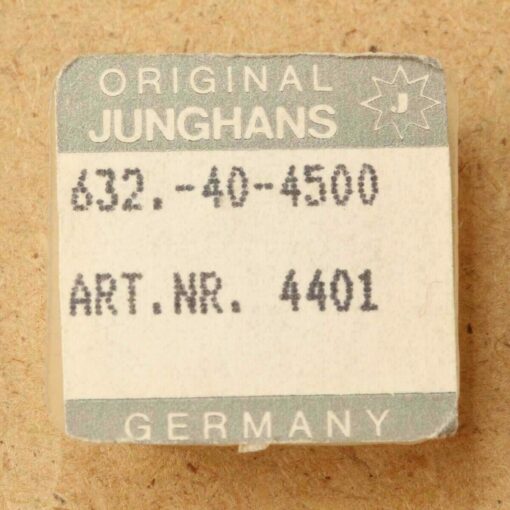 ORIGINAL
JUNGHANS
J
632.-40-4500
ART.NR. 4401
GERMANY